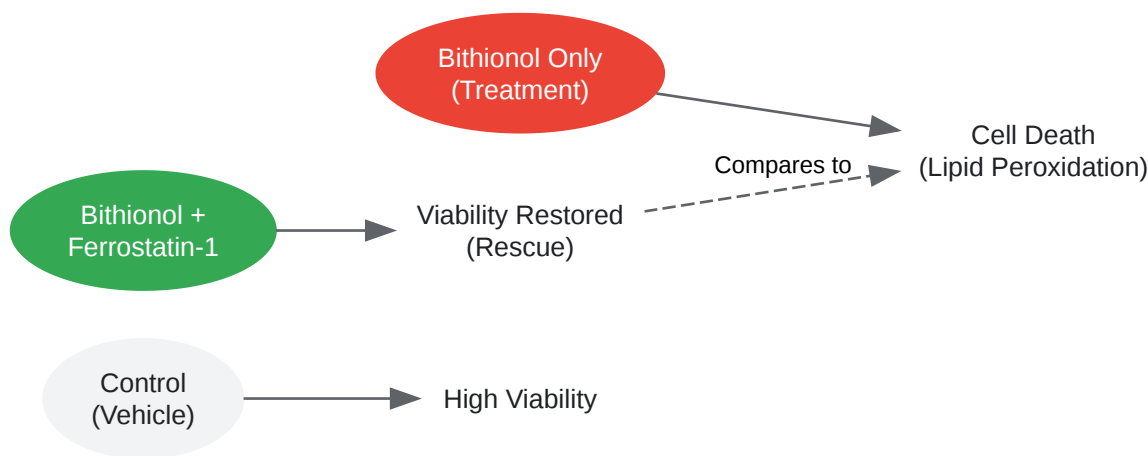 Bithionol Only
(Treatment)
Cell Death
(Lipid Peroxidation)
Compares to
Bithionol +
Ferrostatin-1
Viability Restored
(Rescue)
Control
(Vehicle)
High Viability